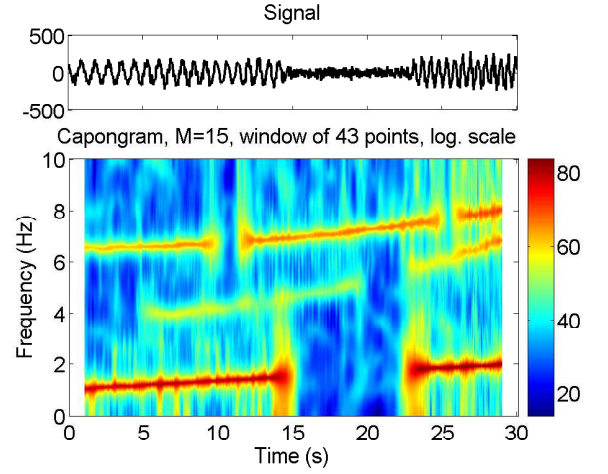 Signal
500
0
-500
Capongram, M=15, window of 43 points, log. scale
10
8
6
4
2
0
Frequency (Hz)
0 5 10 15 20 25 30
Time (s)
80
60
40
20